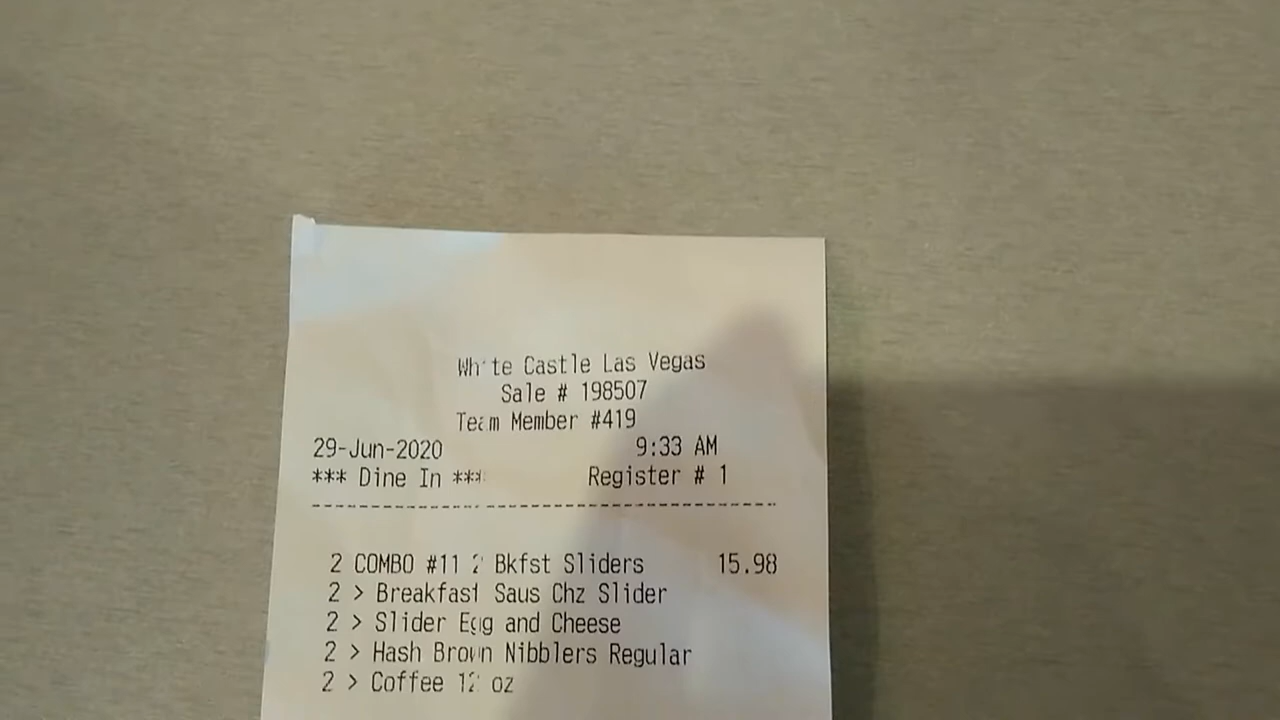 White Castle Las Vegas
Sale # 198507
Team Member #419
29-Jun-2020 9:33 AM
*** Dine In *** Register # 1
----------------------------------------
2 COMBO #11 2 Bkfst Sliders 15.98
2 > Breakfast Saus Chz Slider
2 > Slider Egg and Cheese
2 > Hash Brown Nibblers Regular
2 > Coffee 12 oz